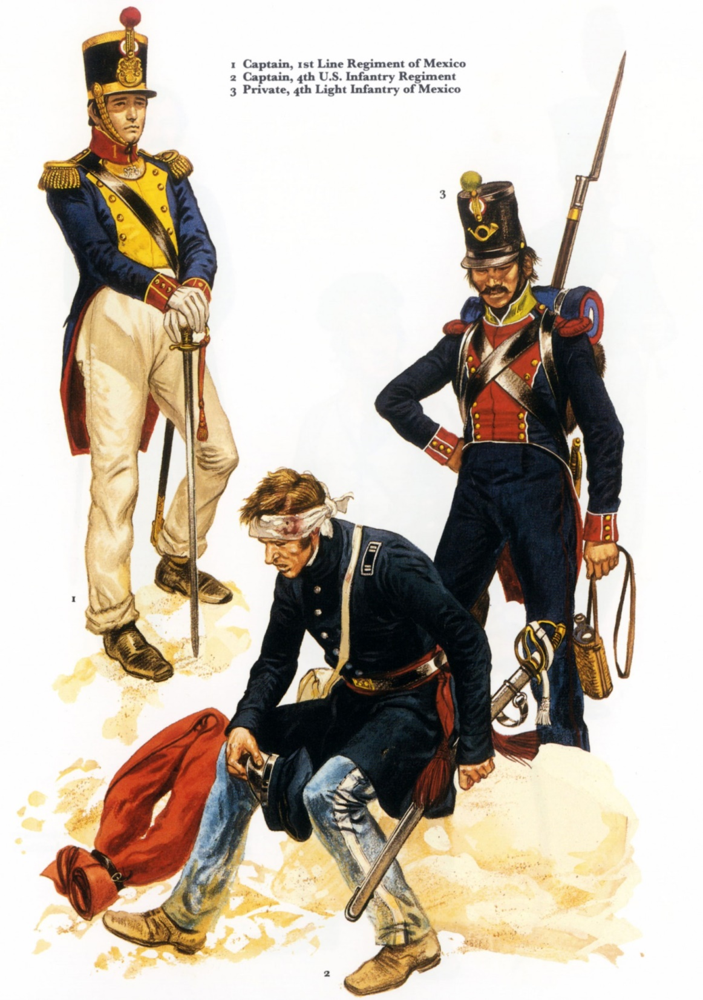 1 Captain, 1st Line Regiment of Mexico
2 Captain, 4th U.S. Infantry Regiment
3 Private, 4th Light Infantry of Mexico
1
3
1
2